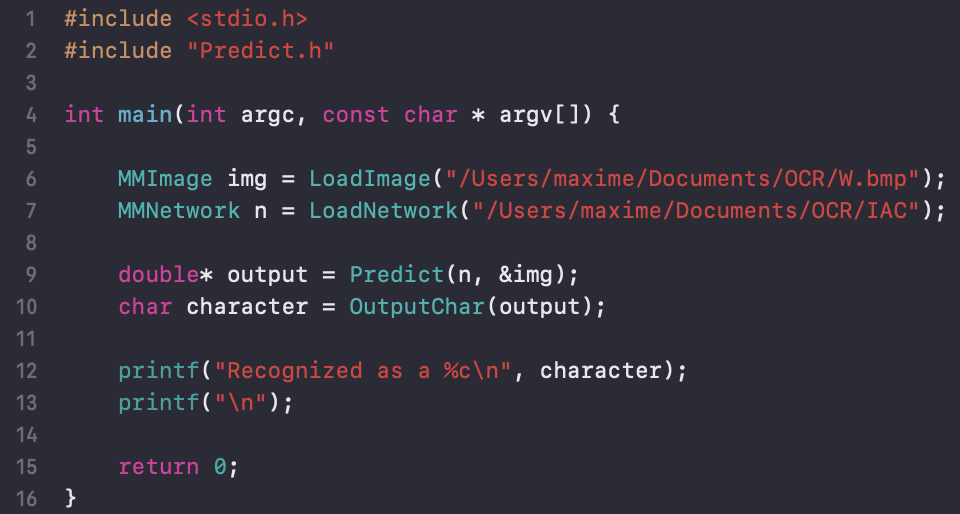 1 #include <stdio.h>
2 #include "Predict.h"
3
4 int main(int argc, const char * argv[]) {
5
6     MMImage img = LoadImage("/Users/maxime/Documents/OCR/W.bmp");
7     MMNetwork n = LoadNetwork("/Users/maxime/Documents/OCR/IAC");
8
9     double* output = Predict(n, &img);
10     char character = OutputChar(output);
11
12     printf("Recognized as a %c\n", character);
13     printf("\n");
14
15     return 0;
16 }